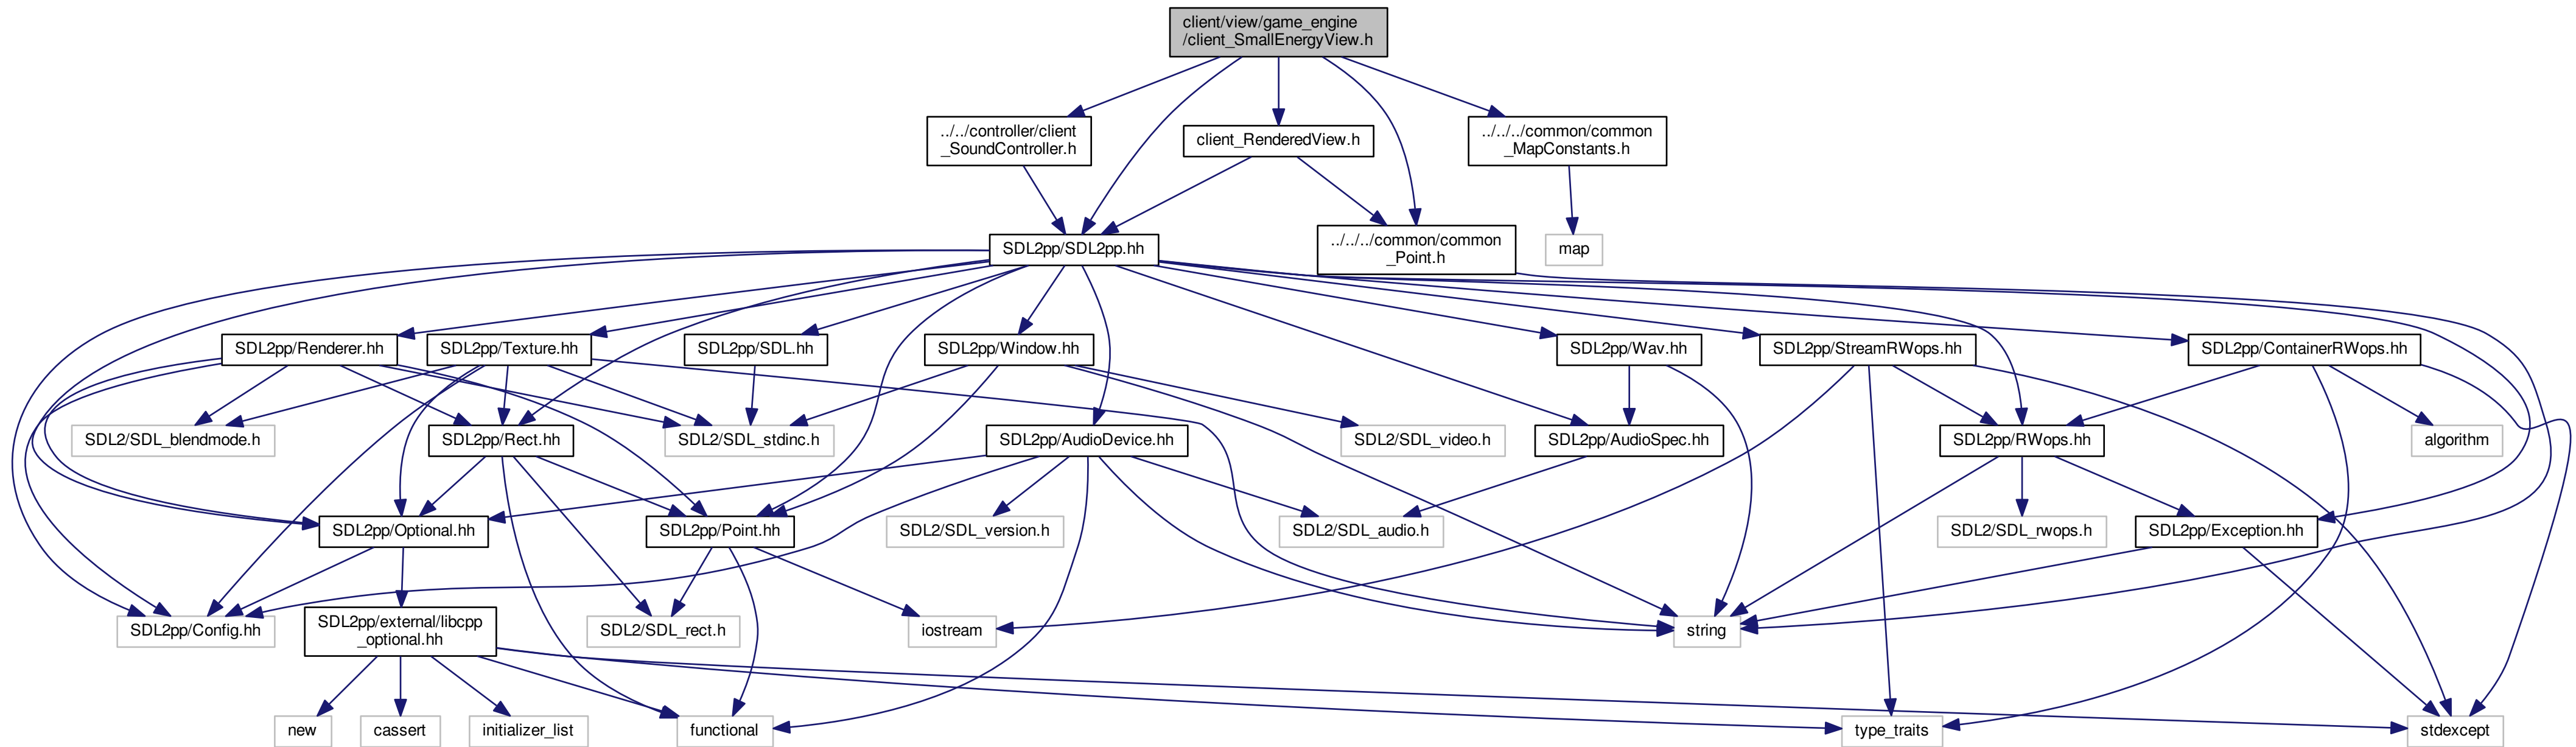 client/view/game_engine
/client_SmallEnergyView.h
../../controller/client
_SoundController.h
client_RenderedView.h
../../../common/common
_MapConstants.h
SDL2pp/SDL2pp.hh
../../../common/common
_Point.h
map
SDL2pp/Renderer.hh
SDL2pp/Texture.hh
SDL2pp/SDL.hh
SDL2pp/Window.hh
SDL2pp/Wav.hh
SDL2pp/StreamRWops.hh
SDL2pp/ContainerRWops.hh
SDL2/SDL_blendmode.h
SDL2pp/Rect.hh
SDL2/SDL_stdinc.h
SDL2pp/AudioDevice.hh
SDL2/SDL_video.h
SDL2pp/AudioSpec.hh
SDL2pp/RWops.hh
algorithm
SDL2pp/Optional.hh
SDL2pp/Point.hh
SDL2/SDL_version.h
SDL2/SDL_audio.h
SDL2/SDL_rwops.h
SDL2pp/Exception.hh
SDL2pp/Config.hh
SDL2pp/external/libcpp
_optional.hh
SDL2/SDL_rect.h
iostream
string
new
cassert
initializer_list
functional
type_traits
stdexcept